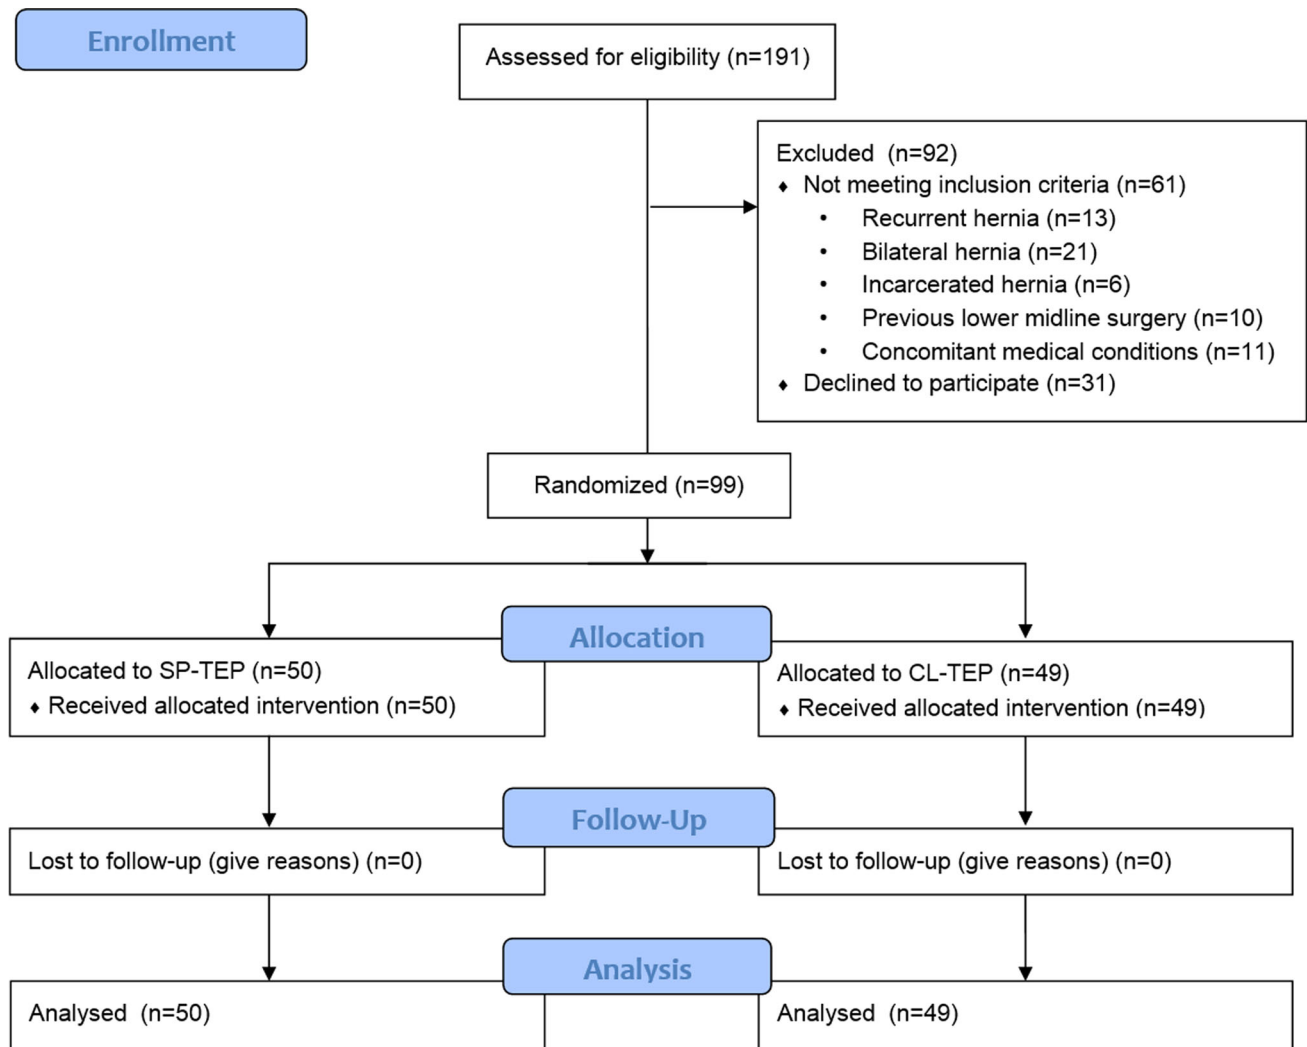 Enrollment
Assessed for eligibility (n=191)
Excluded  (n=92)
♦ Not meeting inclusion criteria (n=61)
• Recurrent hernia (n=13)
• Bilateral hernia (n=21)
• Incarcerated hernia (n=6)
• Previous lower midline surgery (n=10)
• Concomitant medical conditions (n=11)
♦ Declined to participate (n=31)
Randomized (n=99)
Allocation
Allocated to SP-TEP (n=50)
♦ Received allocated intervention (n=50)
Allocated to CL-TEP (n=49)
♦ Received allocated intervention (n=49)
Follow-Up
Lost to follow-up (give reasons) (n=0)
Lost to follow-up (give reasons) (n=0)
Analysis
Analysed  (n=50)
Analysed  (n=49)